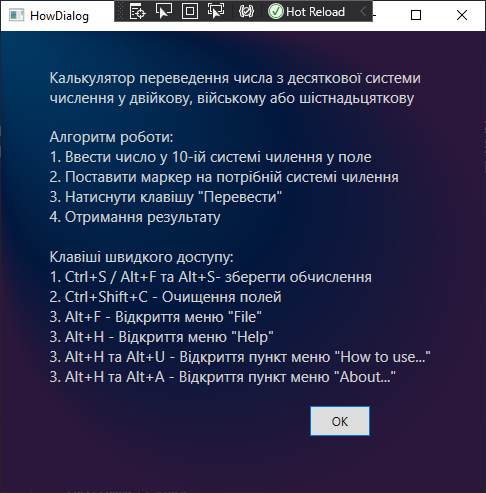 HowDialog
Hot Reload
Калькулятор переведення числа з десяткової системи
числення у двійкову, війському або шістнадьцяткову
Алгоритм роботи:
1. Ввести число у 10-ій системі чилення у поле
2. Поставити маркер на потрібній системі чилення
3. Натиснути клавішу "Перевести"
4. Отримання результату
Клавіші швидкого доступу:
1. Ctrl+S / Alt+F та Alt+S- зберегти обчислення
2. Ctrl+Shift+C - Очищення полей
3. Alt+F - Відкриття меню "File"
3. Alt+H - Відкриття меню "Help"
3. Alt+H та Alt+U - Відкриття пункт меню "How to use..."
3. Alt+H та Alt+A - Відкриття пункт меню "About..."
OK